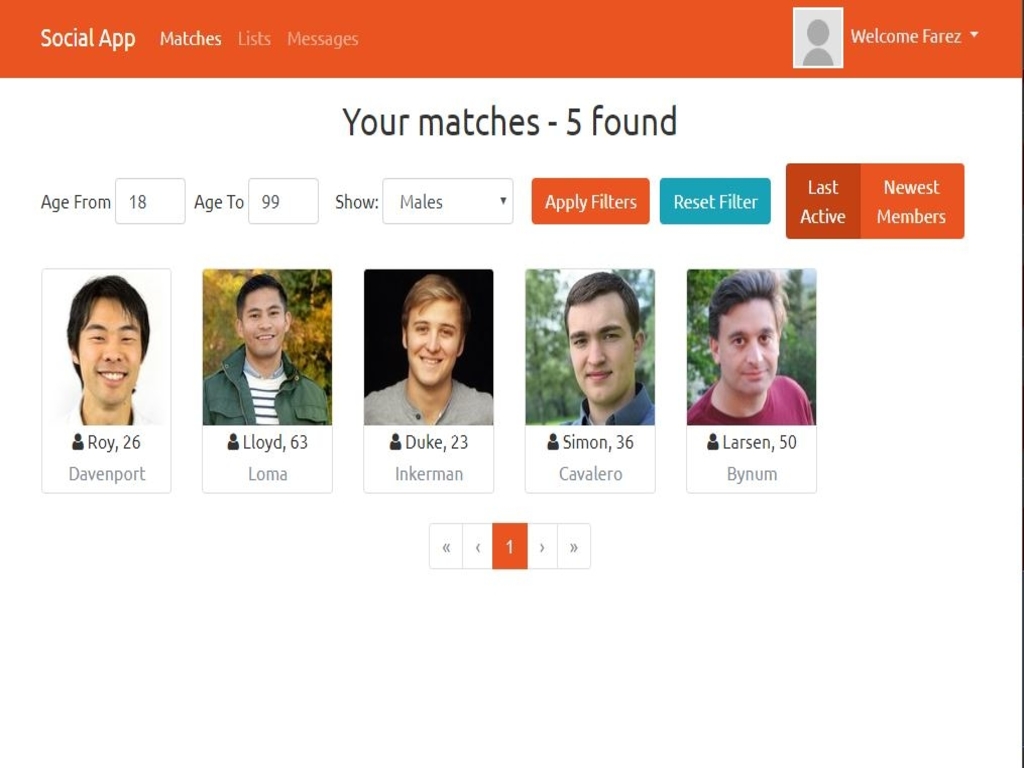 Social App Matches Lists Messages Welcome Farez
Your matches - 5 found
Age From 18 Age To 99 Show: Males Apply Filters Reset Filter Last Active Newest Members
Roy, 26 Lloyd, 63 Duke, 23 Simon, 36 Larsen, 50
Davenport Loma Inkerman Cavalero Bynum
« ‹ 1 › »